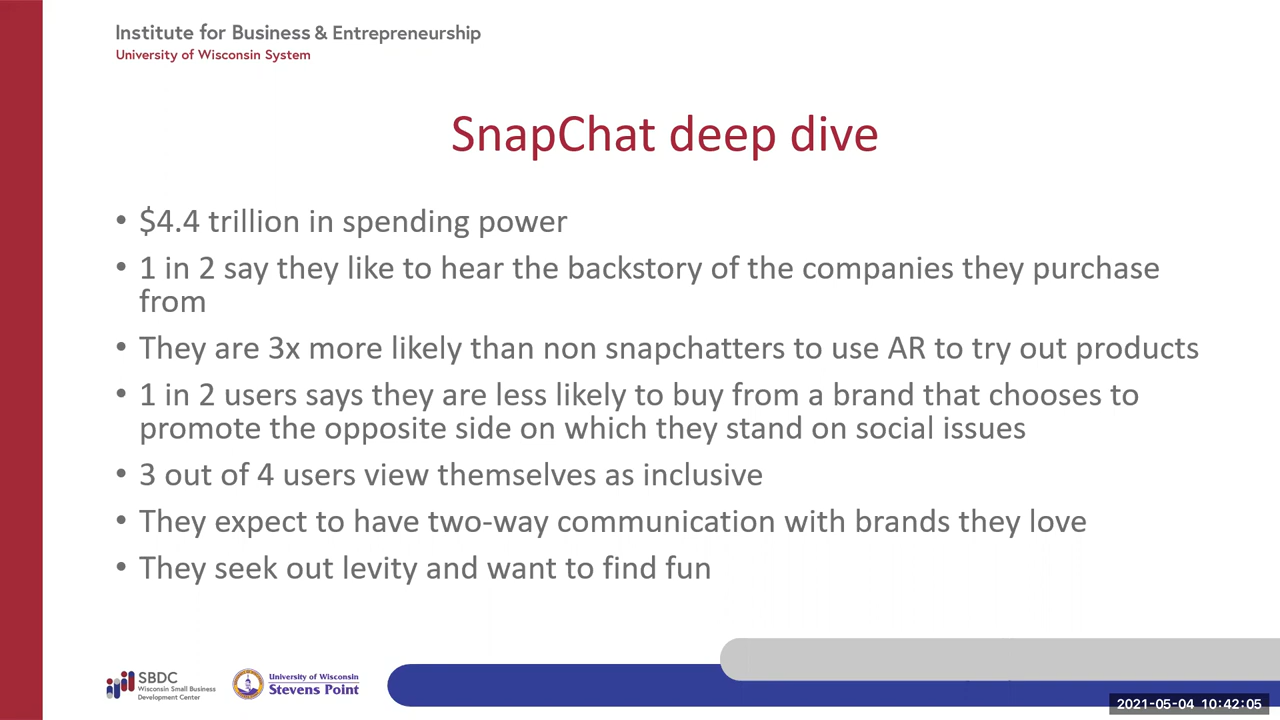 Institute for Business & Entrepreneurship
University of Wisconsin System
SnapChat deep dive
• $4.4 trillion in spending power
• 1 in 2 say they like to hear the backstory of the companies they purchase
from
• They are 3x more likely than non snapchatters to use AR to try out products
• 1 in 2 users says they are less likely to buy from a brand that chooses to
promote the opposite side on which they stand on social issues
• 3 out of 4 users view themselves as inclusive
• They expect to have two-way communication with brands they love
• They seek out levity and want to find fun
SBDC
Wisconsin Small Business
Development Center
University of Wisconsin
Stevens Point
2021-05-04 10:42:05